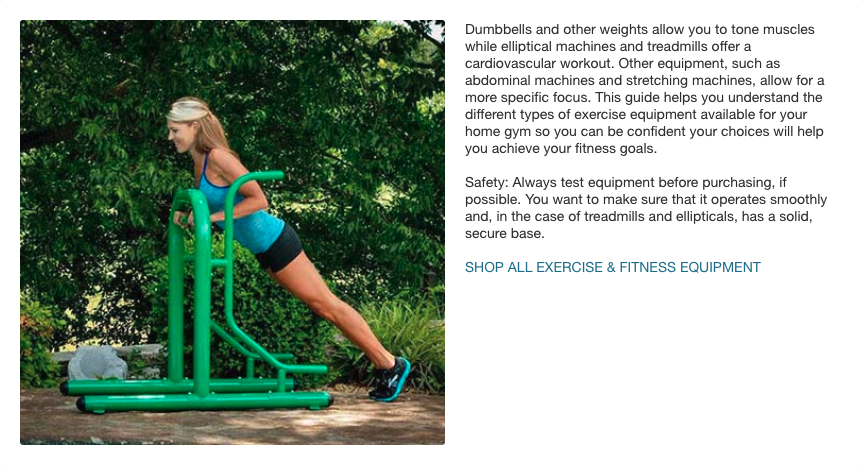 Dumbbells and other weights allow you to tone muscles
while elliptical machines and treadmills offer a
cardiovascular workout. Other equipment, such as
abdominal machines and stretching machines, allow for a
more specific focus. This guide helps you understand the
different types of exercise equipment available for your
home gym so you can be confident your choices will help
you achieve your fitness goals.
Safety: Always test equipment before purchasing, if
possible. You want to make sure that it operates smoothly
and, in the case of treadmills and ellipticals, has a solid,
secure base.
SHOP ALL EXERCISE & FITNESS EQUIPMENT